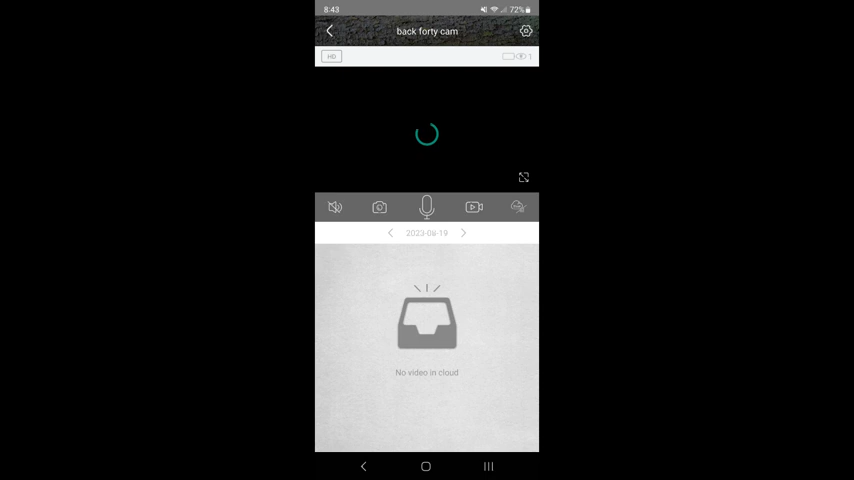 8:43
72%
back forty cam
HD
1
2023-08-19
No video in cloud